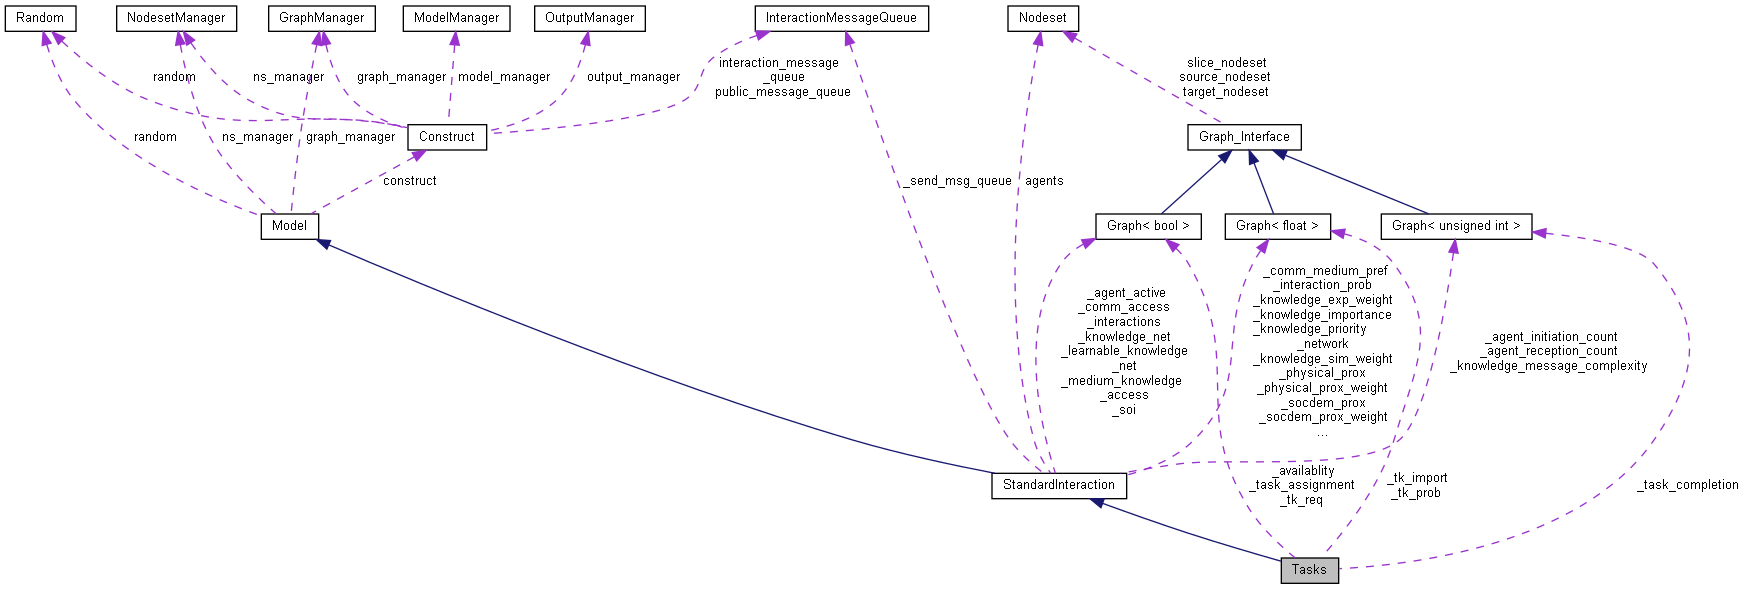 Random
NodesetManager
GraphManager
ModelManager
OutputManager
InteractionMessageQueue
Nodeset
random
ns_manager
graph_manager
model_manager
output_manager
interaction_message
_queue
public_message_queue
slice_nodeset
source_nodeset
target_nodeset
random
ns_manager
graph_manager
Construct
Graph_Interface
construct
_send_msg_queue
agents
Model
Graph< bool >
Graph< float >
Graph< unsigned int >
_agent_active
_comm_access
_interactions
_knowledge_net
_learnable_knowledge
_net
_medium_knowledge
_access
_soi
_comm_medium_pref
_interaction_prob
_knowledge_exp_weight
_knowledge_importance
_knowledge_priority
_network
_knowledge_sim_weight
_physical_prox
_physical_prox_weight
_socdem_prox
_socdem_prox_weight
...
_agent_initiation_count
_agent_reception_count
_knowledge_message_complexity
StandardInteraction
_availablity
_task_assignment
_tk_req
_tk_import
_tk_prob
_task_completion
Tasks